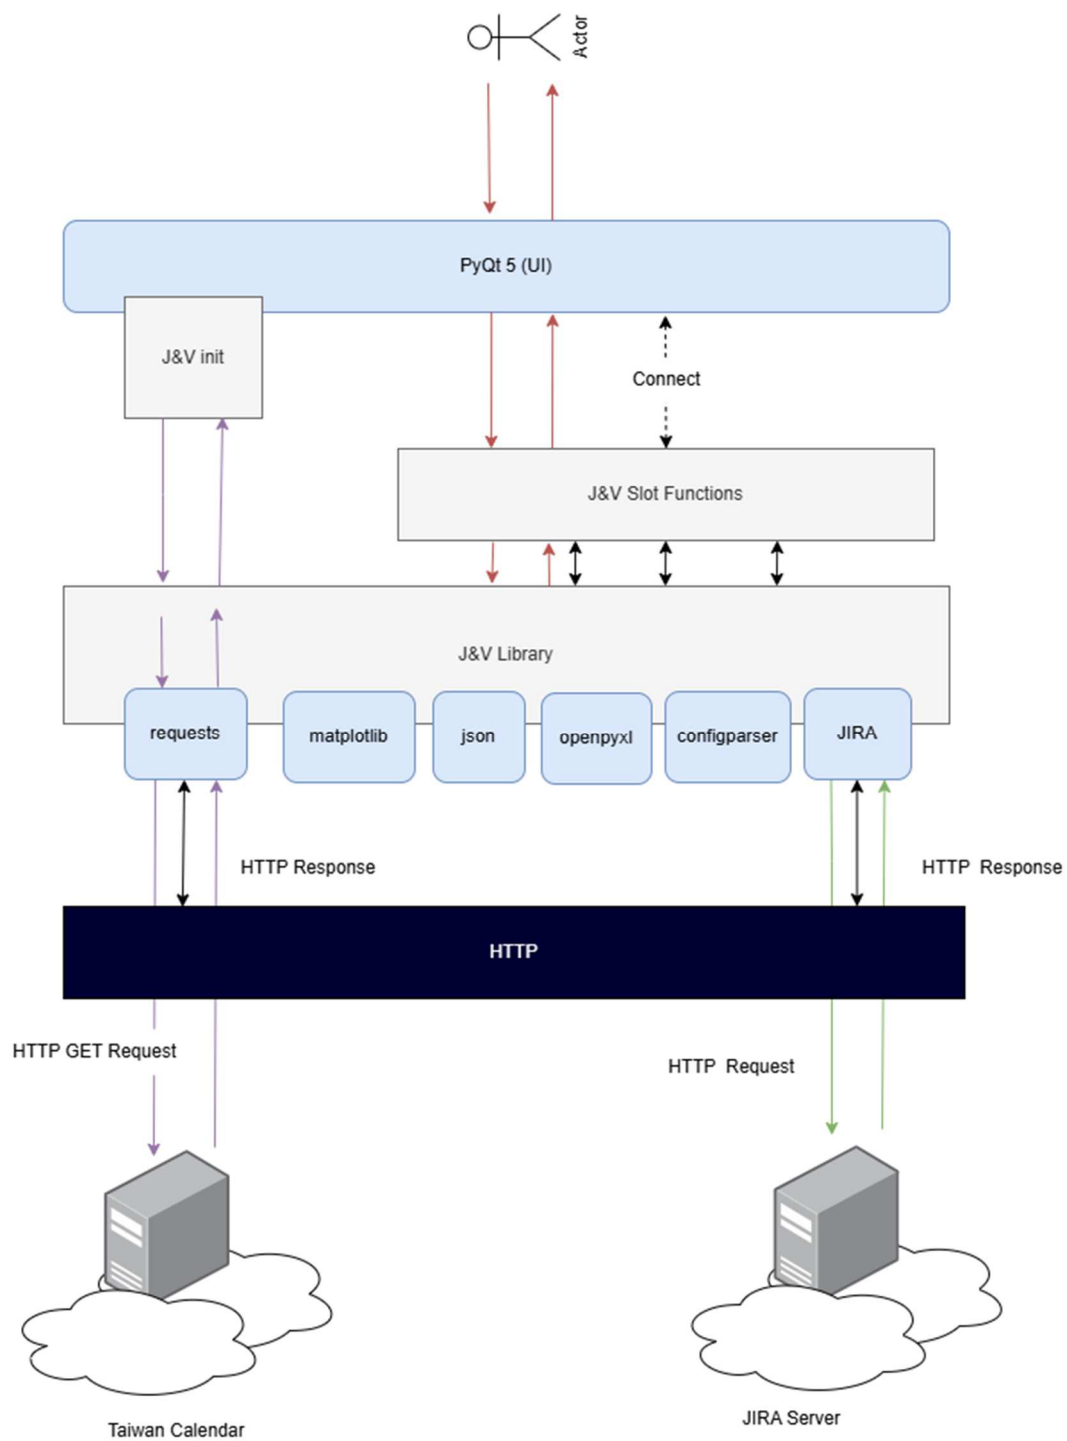 Actor
PyQt 5 (UI)
J&V init
Connect
J&V Slot Functions
J&V Library
requests
matplotlib
json
openpyxl
configparser
JIRA
HTTP Response
HTTP  Response
HTTP
HTTP GET Request
HTTP  Request
Taiwan Calendar
JIRA Server